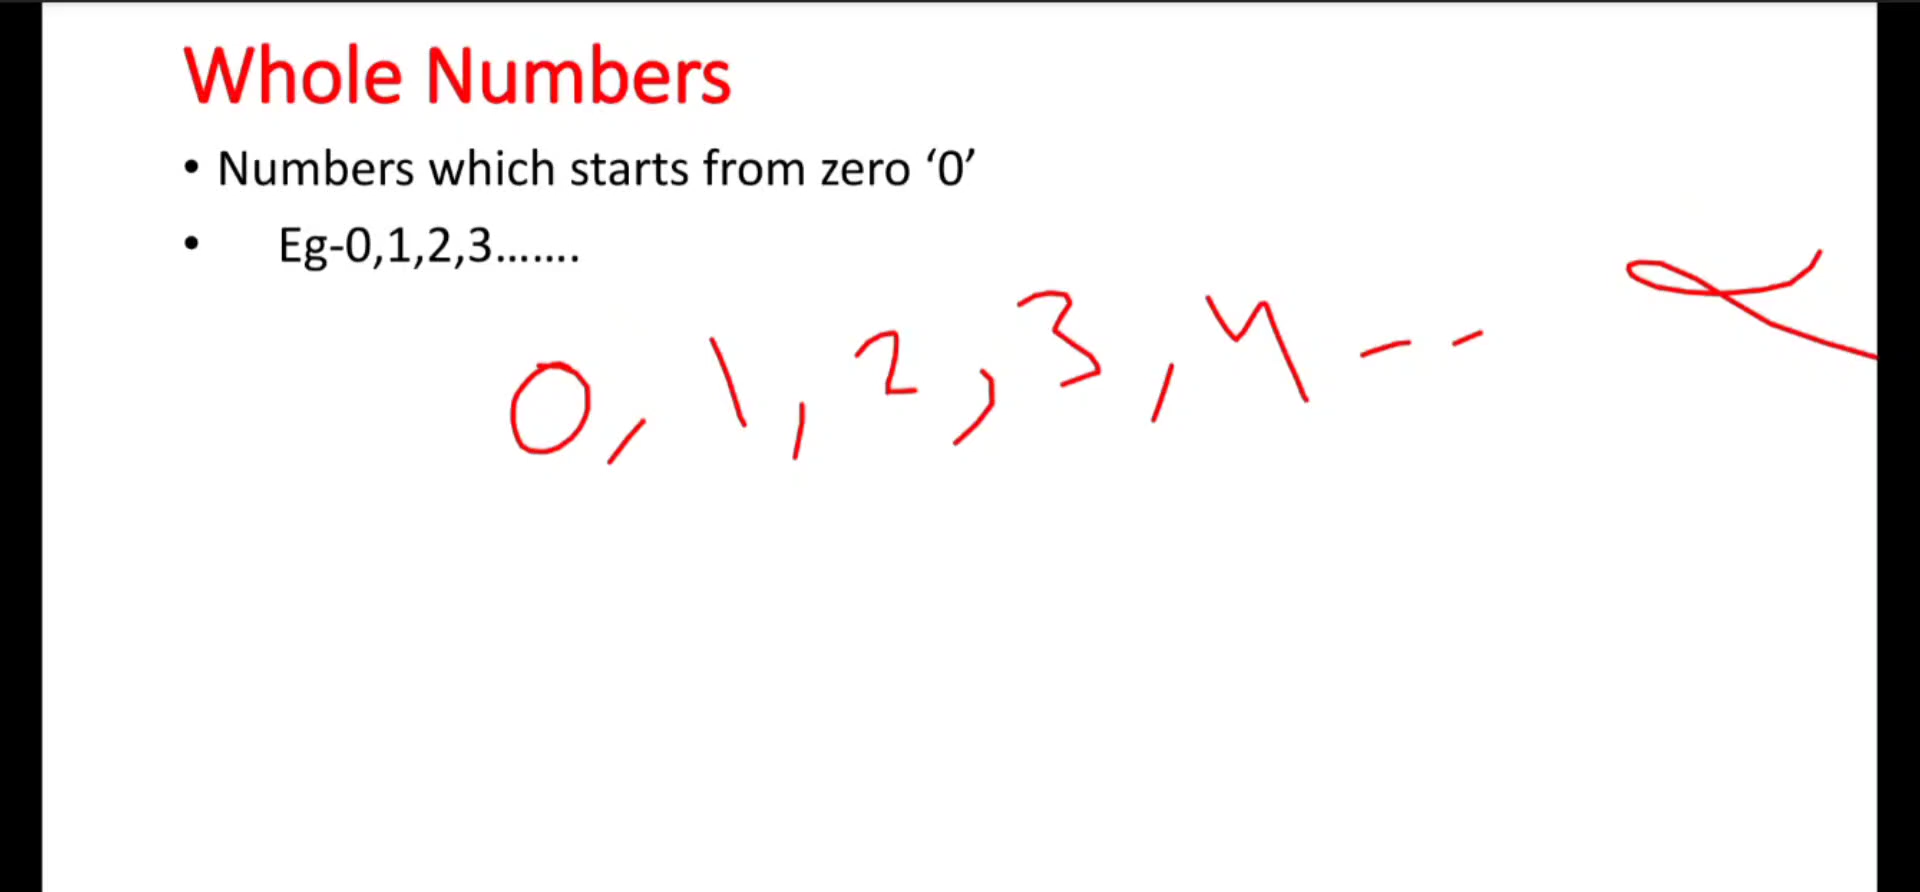 Whole Numbers
• Numbers which starts from zero ‘0’
• Eg-0,1,2,3.......
0, 1, 2, 3, 4 --